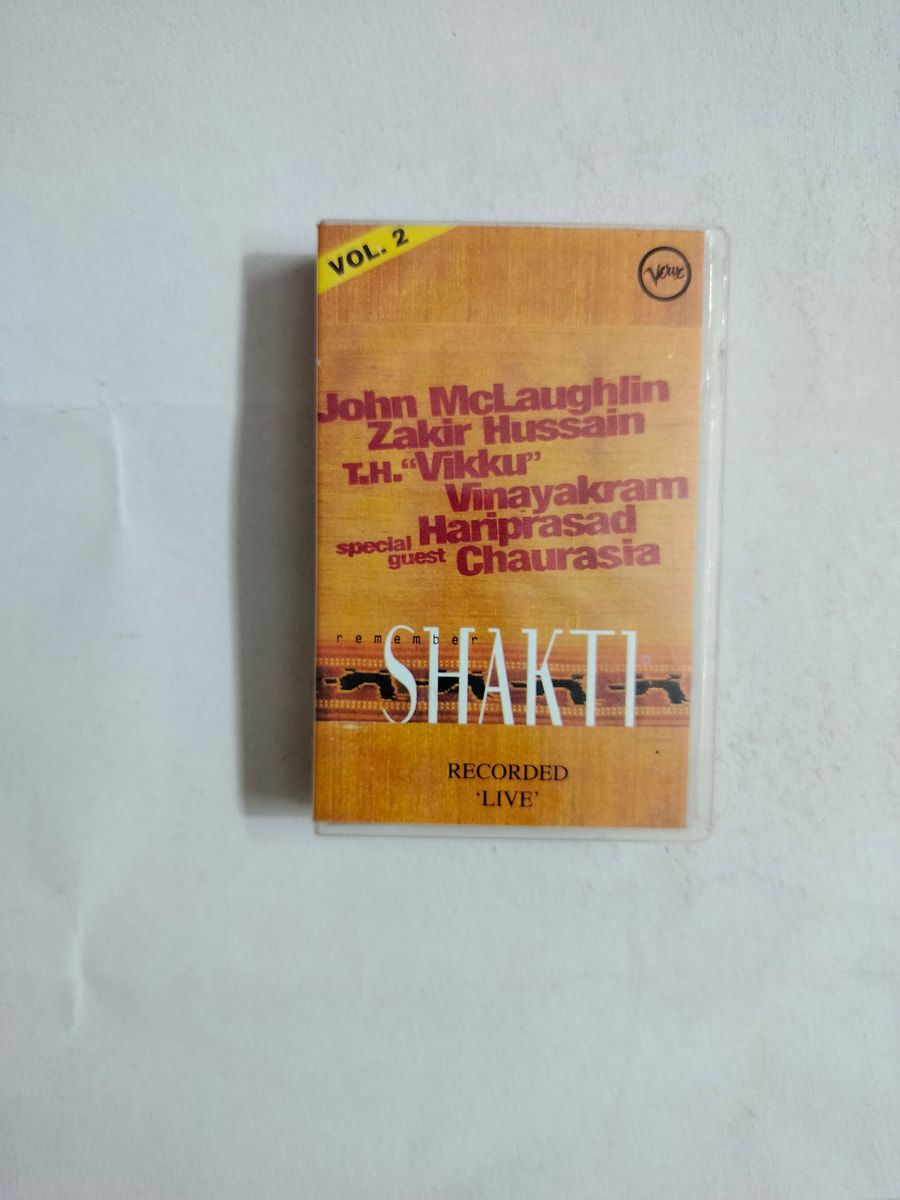 VOL. 2
Verve
John McLaughlin
Zakir Hussain
T.H. “Vikku”
Vinayakram
special guest Hariprasad
Chaurasia
remember
SHAKTI
RECORDED
‘LIVE’